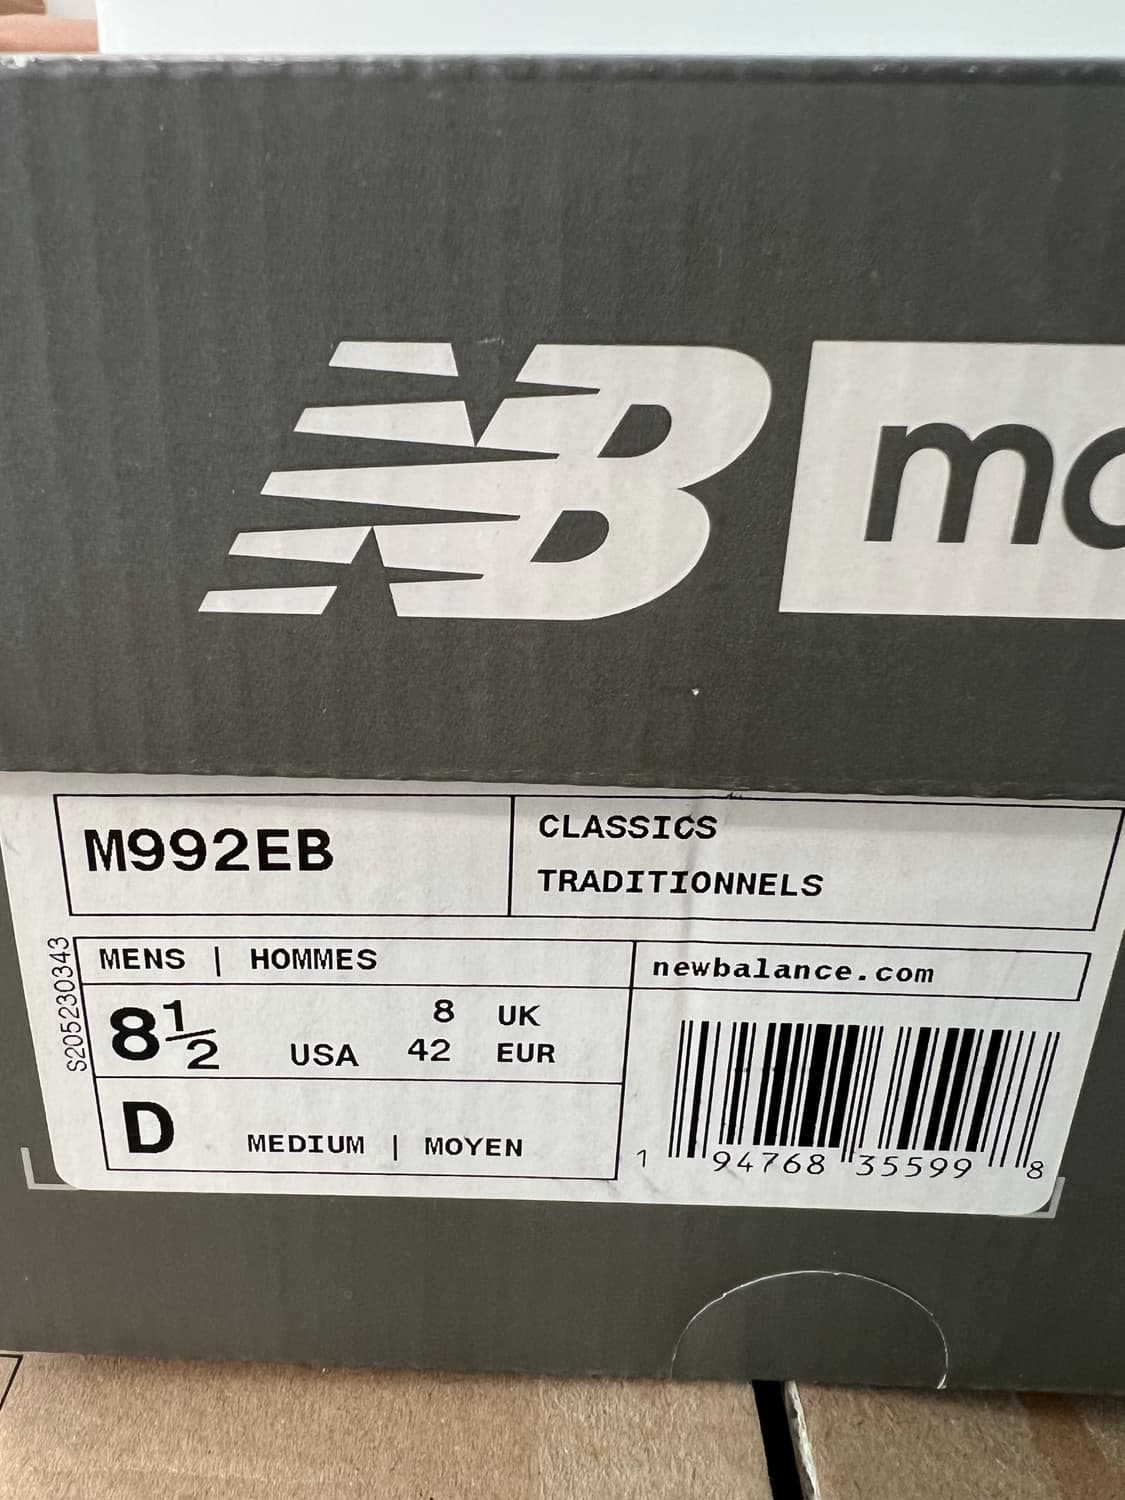 NB
M992EB
CLASSICS
TRADITIONNELS
S205230343
MENS | HOMMES
newbalance.com
8½ USA
8 UK
42 EUR
D MEDIUM | MOYEN
1 94768 35599 8